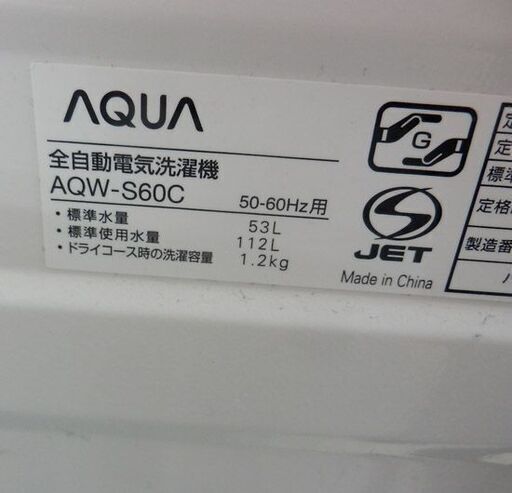 AQUA
全自動電気洗濯機
AQW-S60C 50-60Hz用
・標準水量 53L
・標準使用水量 112L
・ドライコース時の洗濯容量 1.2kg
G
S
JET
Made in China
定
定
標準
定格
製造番